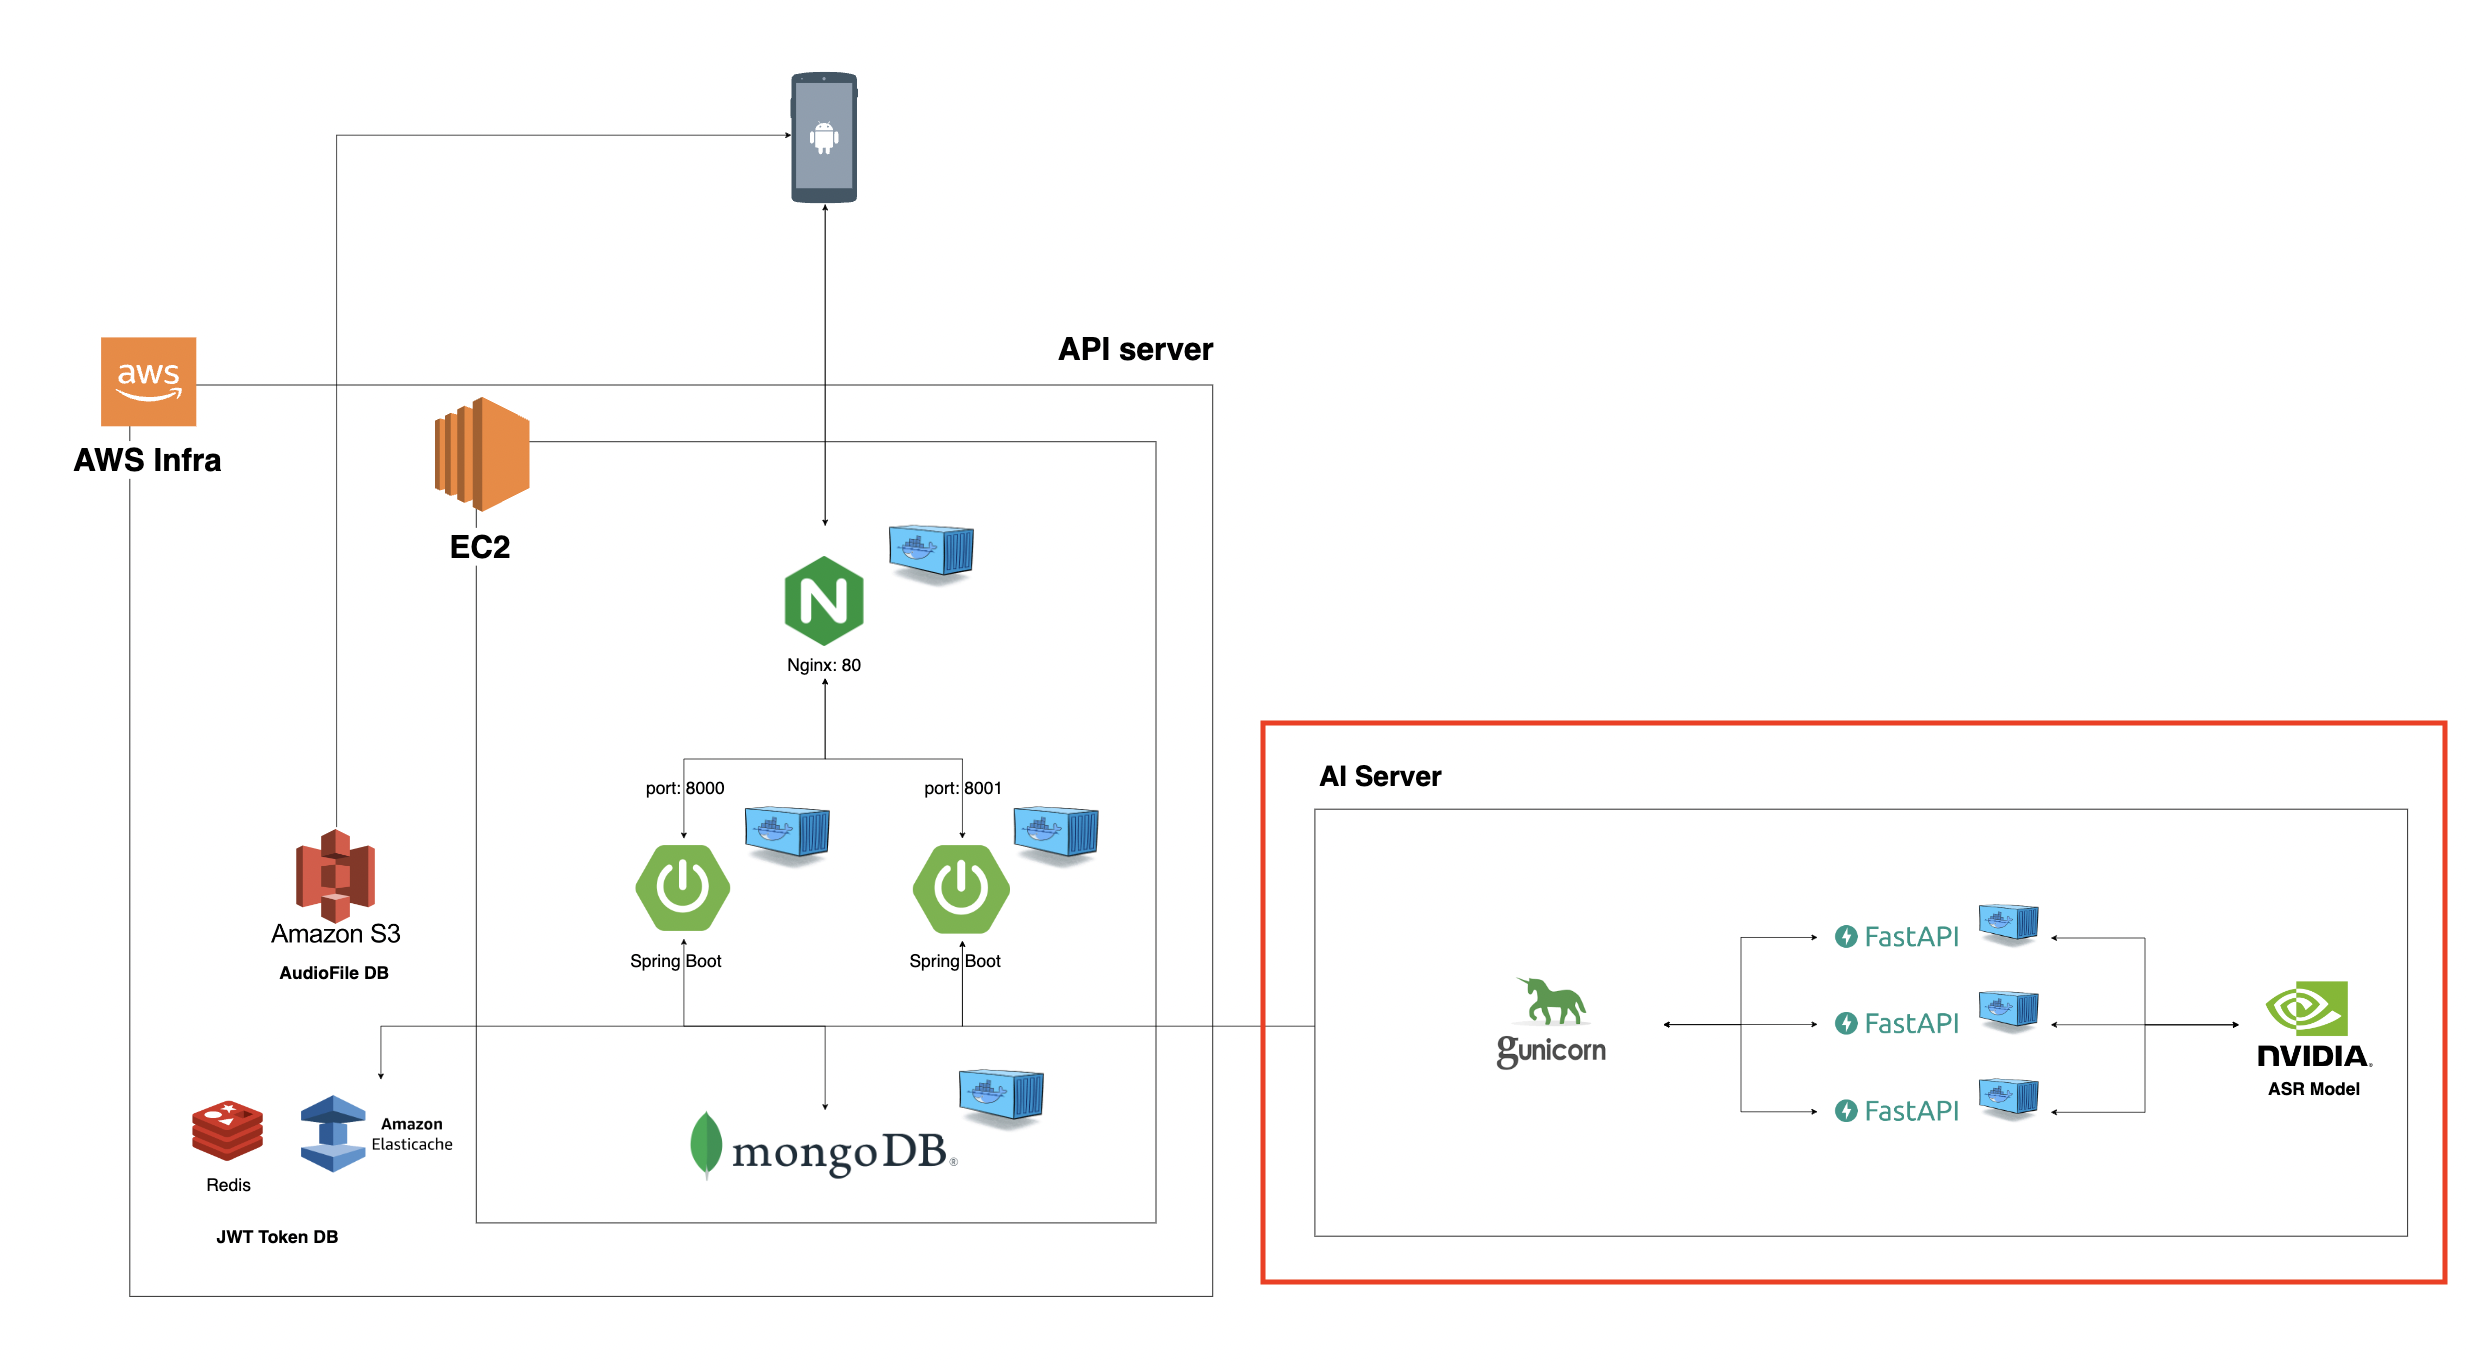 API server
aws
AWS Infra
EC2
N
Nginx: 80
port: 8000
port: 8001
Spring Boot
Spring Boot
Amazon S3
AudioFile DB
Redis
Amazon
Elasticache
JWT Token DB
mongoDB®
AI Server
gunicorn
FastAPI
FastAPI
FastAPI
NVIDIA.
ASR Model